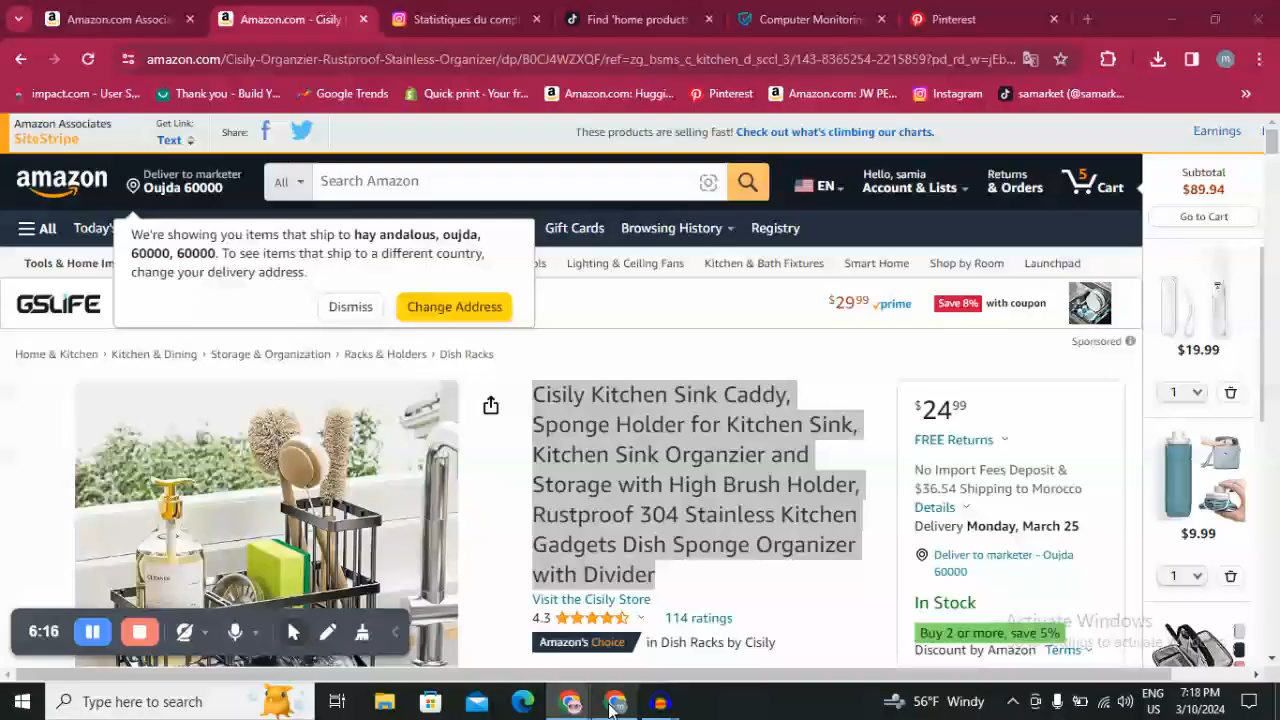 Amazon.com : Associates
Amazon.com - Cisily
Statistiques du comp
Find 'home products
Computer Monitorin
Pinterest
amazon.com/Cisily-Organzier-Rustproof-Stainless-Organizer/dp/B0CJ4WZXQF/ref=zg_bsms_c_kitchen_d_sccl_3/143-8365254-2215859?pd_rd_w=jEb...
impact.com - User S...
Thank you - Build Y...
Google Trends
Quick print - Your fr...
Amazon.com: Huggi...
Pinterest
Amazon.com: JW PE...
Instagram
samarket (@samark...
Amazon Associates
SiteStripe
Get Link:
Text
Share:
These products are selling fast! Check out what's climbing our charts.
Earnings
amazon
Deliver to marketer
Oujda 60000
All
Search Amazon
EN
Hello, samia
Account & Lists
Returns
& Orders
5
Cart
Subtotal
$89.94
Go to Cart
All
Today's
Gift Cards
Browsing History
Registry
We're showing you items that ship to hay andalous, oujda,
60000, 60000. To see items that ship to a different country,
change your delivery address.
Dismiss
Change Address
Tools & Home Im
ols
Lighting & Ceiling Fans
Kitchen & Bath Fixtures
Smart Home
Shop by Room
Launchpad
GSLIFE
$29.99 prime
Save 8% with coupon
Sponsored
Home & Kitchen › Kitchen & Dining › Storage & Organization › Racks & Holders › Dish Racks
Cisily Kitchen Sink Caddy,
Sponge Holder for Kitchen Sink,
Kitchen Sink Organzier and
Storage with High Brush Holder,
Rustproof 304 Stainless Kitchen
Gadgets Dish Sponge Organizer
with Divider
Visit the Cisily Store
4.3
114 ratings
Amazon's Choice in Dish Racks by Cisily
$24.99
FREE Returns
No Import Fees Deposit &
$36.54 Shipping to Morocco
Details
Delivery Monday, March 25
Deliver to marketer - Oujda
60000
In Stock
Buy 2 or more, save 5%
Discount by Amazon Terms
$19.99
1
$9.99
1
Activate Windows
CLEANER
6:16
Type here to search
56°F Windy
ENG
US
7:18 PM
3/10/2024